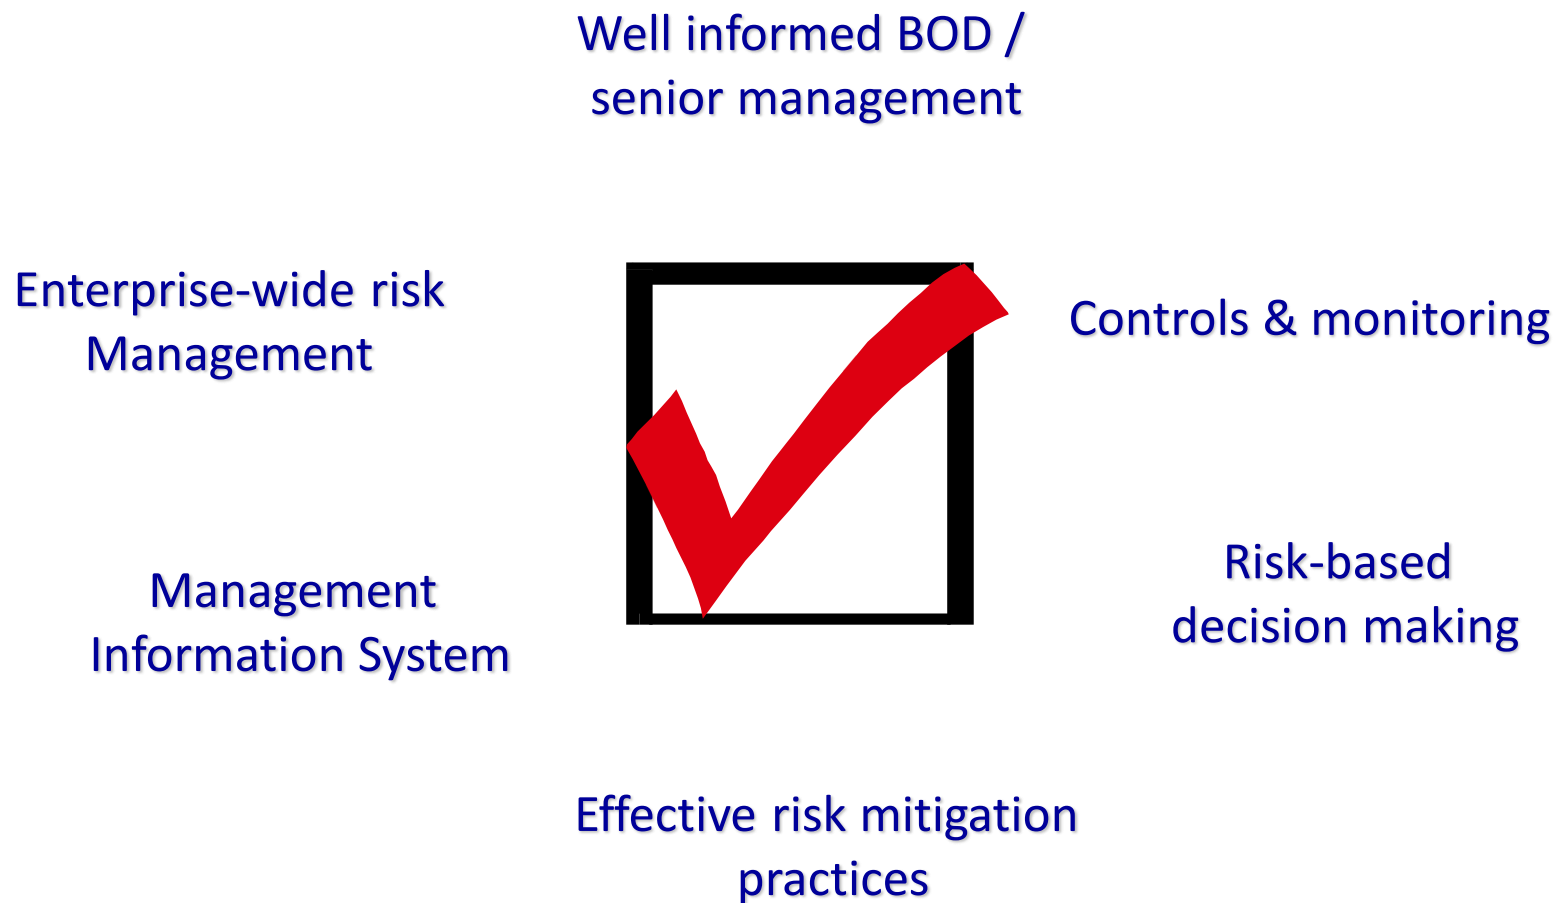 Well informed BOD /
senior management
Enterprise-wide risk
Management
Controls & monitoring
Management
Information System
Risk-based
decision making
Effective risk mitigation
practices